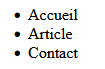 • Accueil
• Article
• Contact